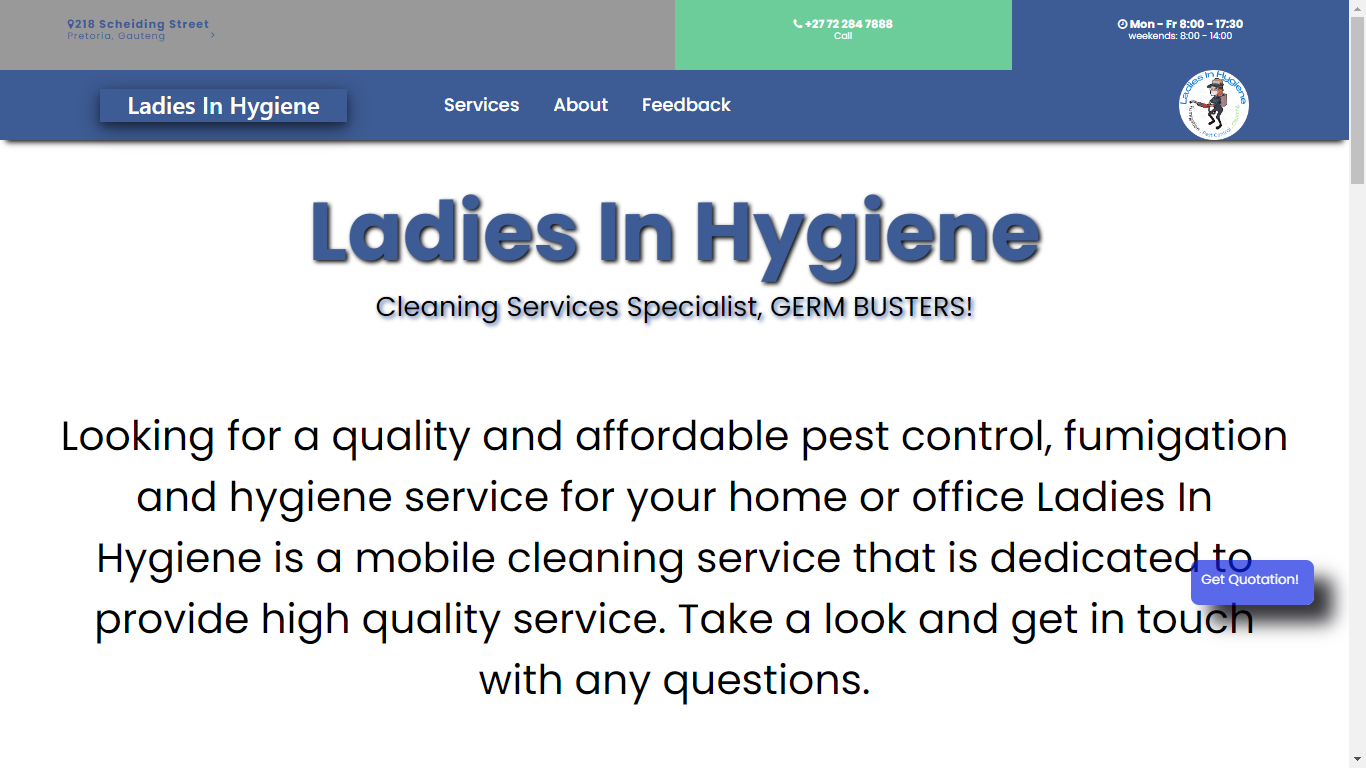 218 Scheiding Street
Pretoria, Gauteng >
+27 72 284 7888
Call
Mon - Fr 8:00 - 17:30
weekends: 8:00 - 14:00
Ladies In Hygiene
Services
About
Feedback
Ladies In Hygiene
Fumigation . Pest Control .
Ladies In Hygiene
Cleaning Services Specialist, GERM BUSTERS!
Looking for a quality and affordable pest control, fumigation
and hygiene service for your home or office Ladies In
Hygiene is a mobile cleaning service that is dedicated to
Get Quotation!
provide high quality service. Take a look and get in touch
with any questions.